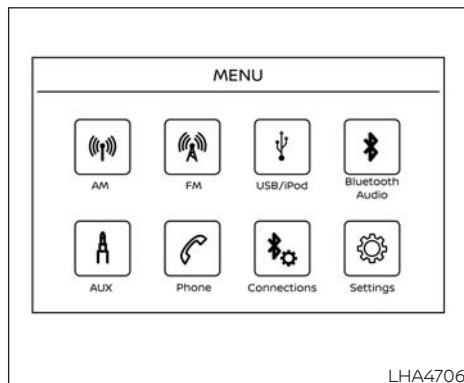 MENU
AM
FM
USB/iPod
Bluetooth
Audio
AUX
Phone
Connections
Settings
LHA4706